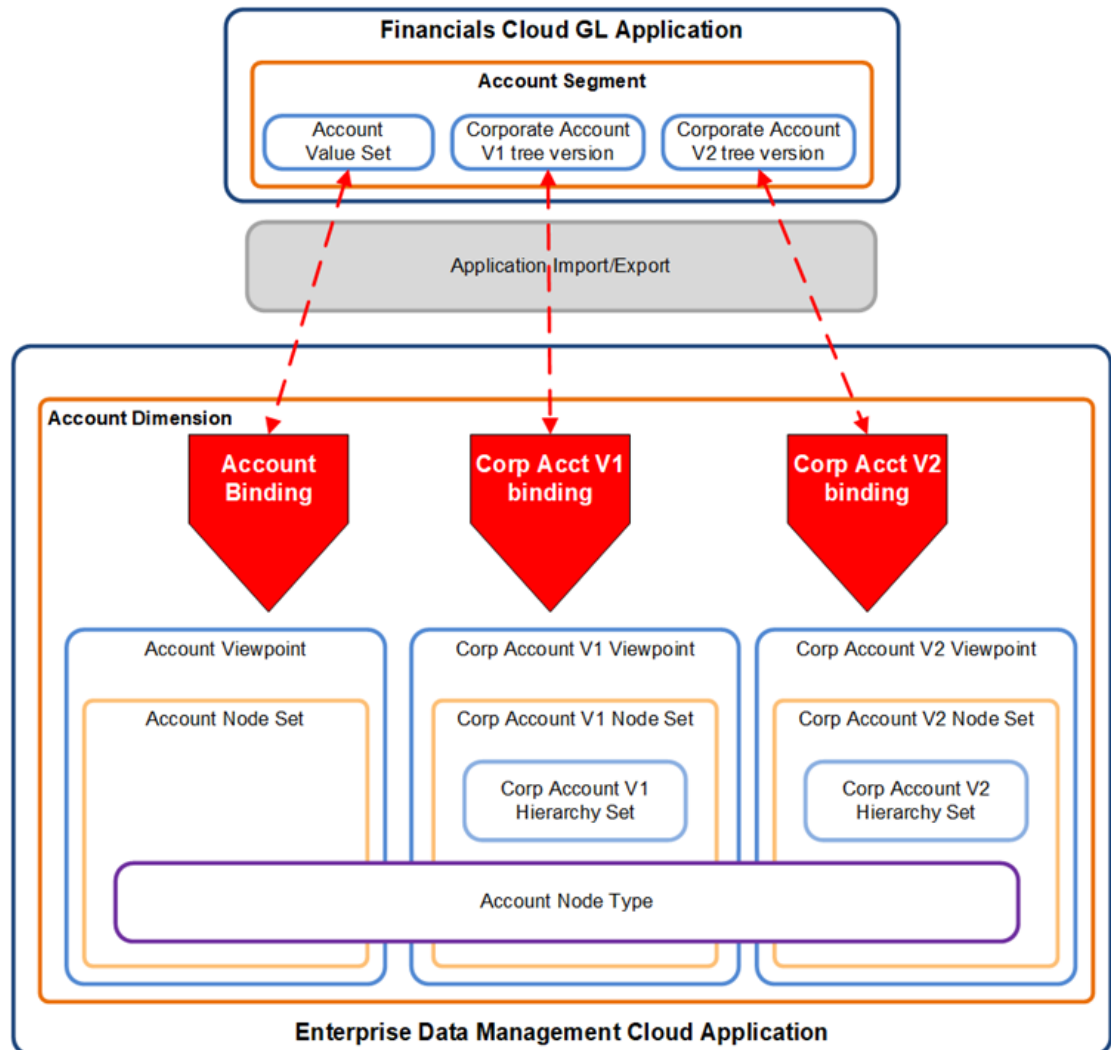 Financials Cloud GL Application
Account Segment
Account
Value Set
Corporate Account
V1 tree version
Corporate Account
V2 tree version
Application Import/Export
Account Dimension
Account
Binding
Corp Acct V1
binding
Corp Acct V2
binding
Account Viewpoint
Corp Account V1 Viewpoint
Corp Account V2 Viewpoint
Account Node Set
Corp Account V1 Node Set
Corp Account V2 Node Set
Corp Account V1
Hierarchy Set
Corp Account V2
Hierarchy Set
Account Node Type
Enterprise Data Management Cloud Application